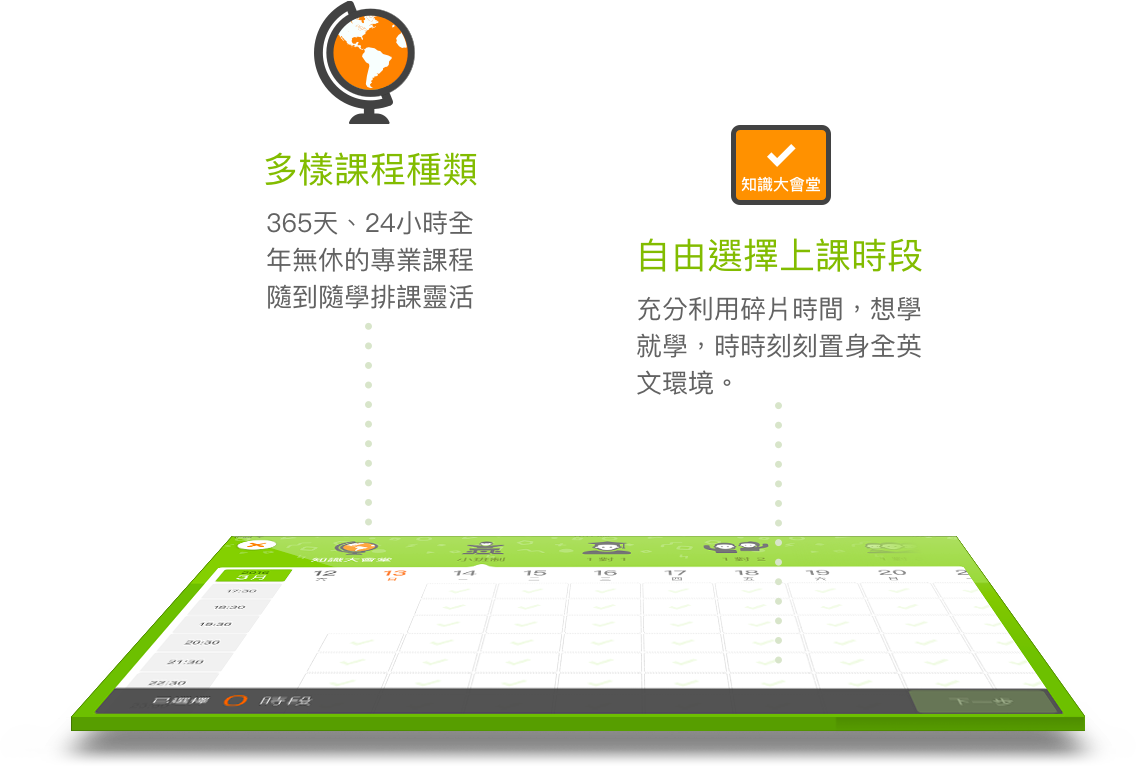 多樣課程種類
365天、24小時全
年無休的專業課程
隨到隨學排課靈活
知識大會堂
自由選擇上課時段
充分利用碎片時間，想學
就學，時時刻刻置身全英
文環境。
知識大會堂 小班制 1 對 1 1 對 2
2016
3月
12 13 14 15 16 17 18 19 20
六 日 一 二 三 四 五 六
17:30
18:30
19:30
20:30
21:30
22:30
已選擇 0 時段
下一步